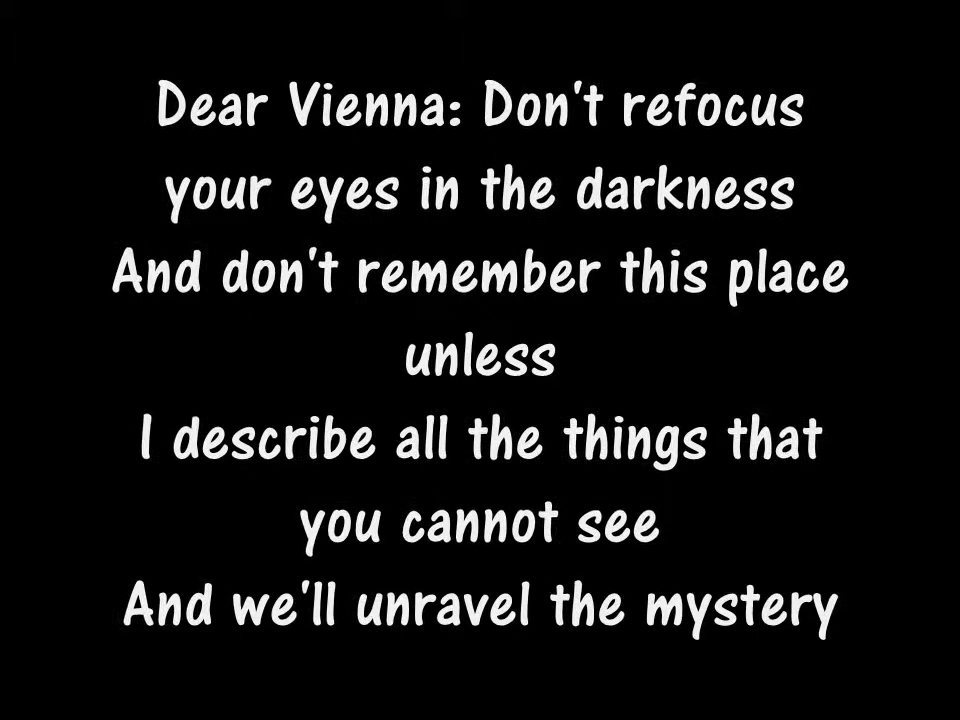 Dear Vienna: Don't refocus
your eyes in the darkness
And don't remember this place
unless
I describe all the things that
you cannot see
And we'll unravel the mystery